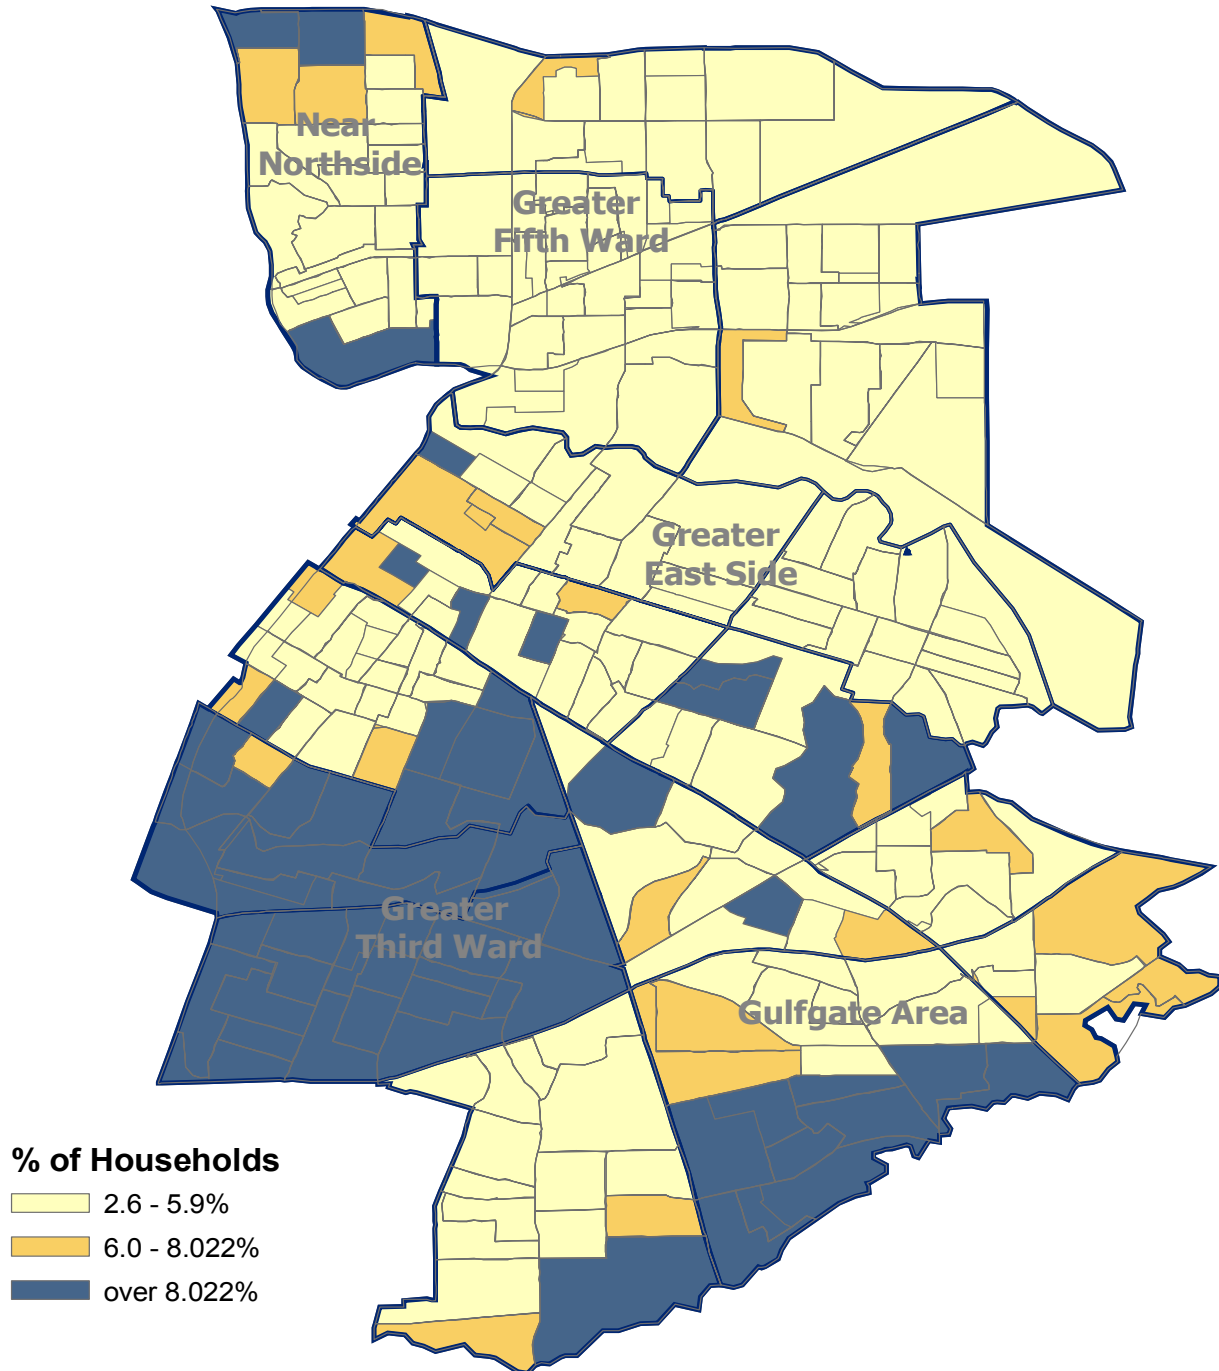 Near
Northside
Greater
Fifth Ward
Greater
East Side
Greater
Third Ward
Gulfgate Area
% of Households
2.6 - 5.9%
6.0 - 8.022%
over 8.022%